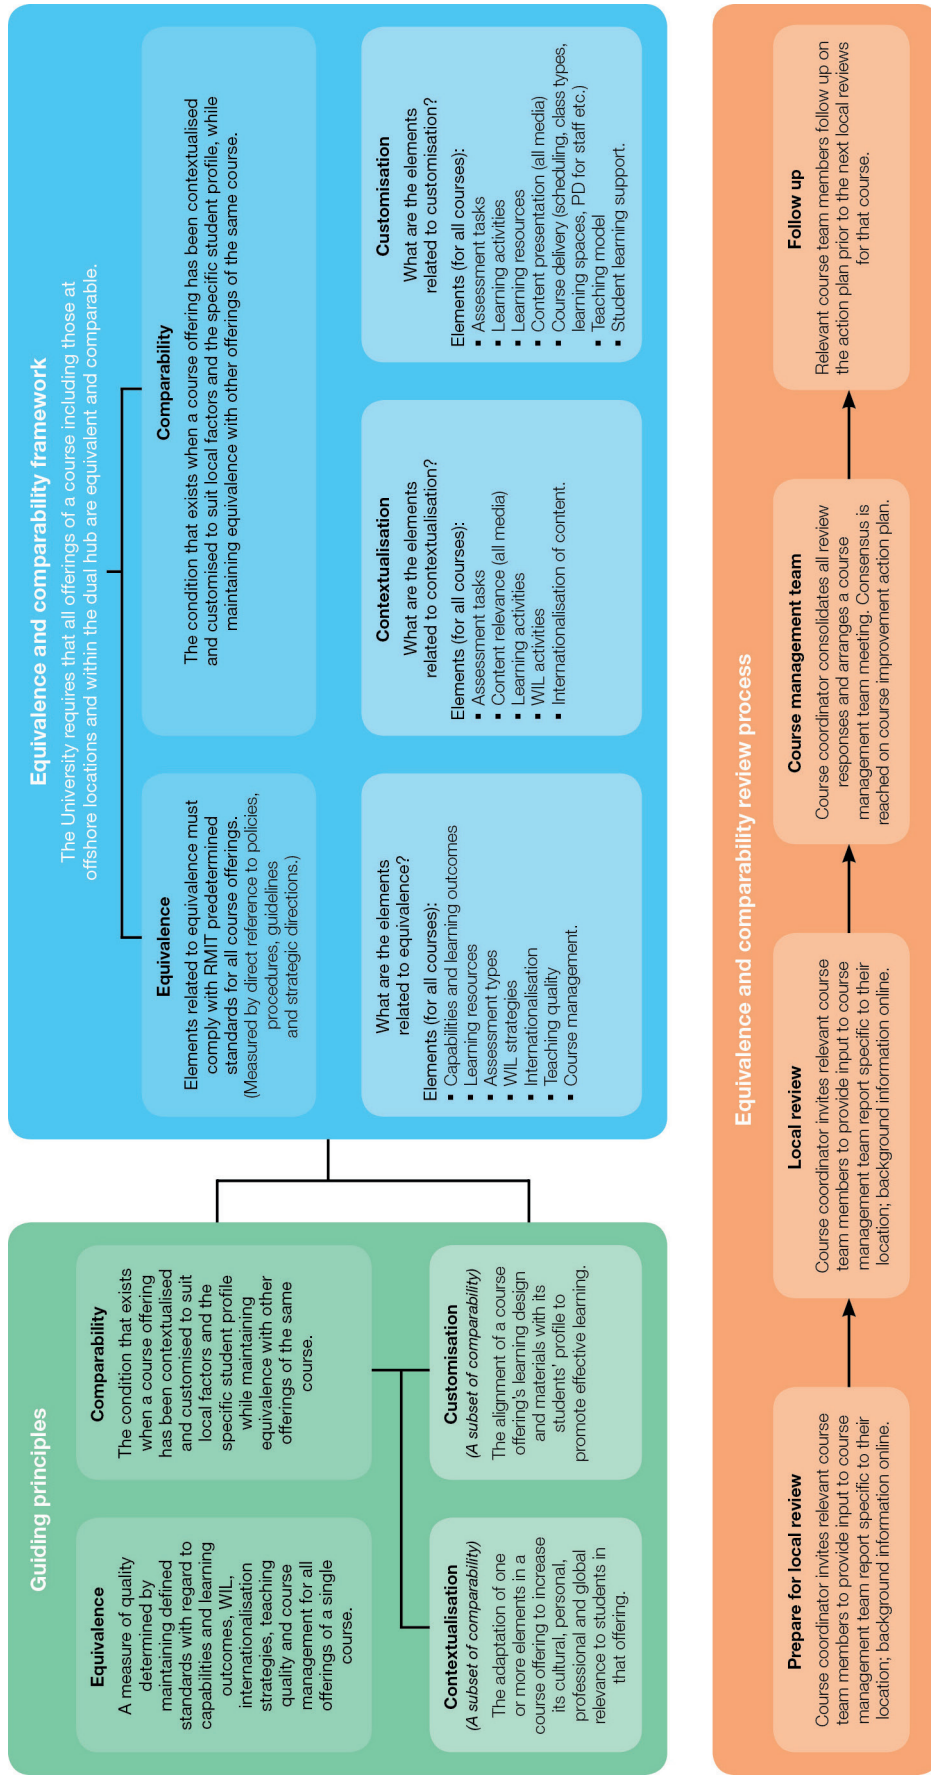 Guiding principles
Equivalence
A measure of quality
determined by
maintaining defined
standards with regard to
capabilities and learning
outcomes, WIL,
internationalisation
strategies, teaching
quality and course
management for all
offerings of a single
course.
Comparability
The condition that exists
when a course offering
has been contextualised
and customised to suit
local factors and the
specific student profile
while maintaining
equivalence with other
offerings of the same
course.
Contextualisation
(A subset of comparability)
The adaptation of one
or more elements in a
course offering to increase
its cultural, personal,
professional and global
relevance to students in
that offering.
Customisation
(A subset of comparability)
The alignment of a course
offering's learning design
and materials with its
students' profile to
promote effective learning.
Equivalence and comparability framework
The University requires that all offerings of a course including those at
offshore locations and within the dual hub are equivalent and comparable.
Equivalence
Elements related to equivalence must
comply with RMIT predetermined
standards for all course offerings.
(Measured by direct reference to policies,
procedures, guidelines
and strategic directions.)
Comparability
The condition that exists when a course offering has been contextualised
and customised to suit local factors and the specific student profile, while
maintaining equivalence with other offerings of the same course.
What are the elements
related to equivalence?
Elements (for all courses):
▪ Capabilities and learning outcomes
▪ Learning resources
▪ Assessment types
▪ WIL strategies
▪ Internationalisation
▪ Teaching quality
▪ Course management.
Contextualisation
What are the elements
related to contextualisation?
Elements (for all courses):
▪ Assessment tasks
▪ Content relevance (all media)
▪ Learning activities
▪ WIL activities
▪ Internationalisation of content.
Customisation
What are the elements
related to customisation?
Elements (for all courses):
▪ Assessment tasks
▪ Learning activities
▪ Learning resources
▪ Content presentation (all media)
▪ Course delivery (scheduling, class types,
learning spaces, PD for staff etc.)
▪ Teaching model
▪ Student learning support.
Equivalence and comparability review process
Prepare for local review
Course coordinator invites relevant course
team members to provide input to course
management team report specific to their
location; background information online.
Local review
Course coordinator invites relevant course
team members to provide input to course
management team report specific to their
location; background information online.
Course management team
Course coordinator consolidates all review
responses and arranges a course
management team meeting. Consensus is
reached on course improvement action plan.
Follow up
Relevant course team members follow up on
the action plan prior to the next local reviews
for that course.